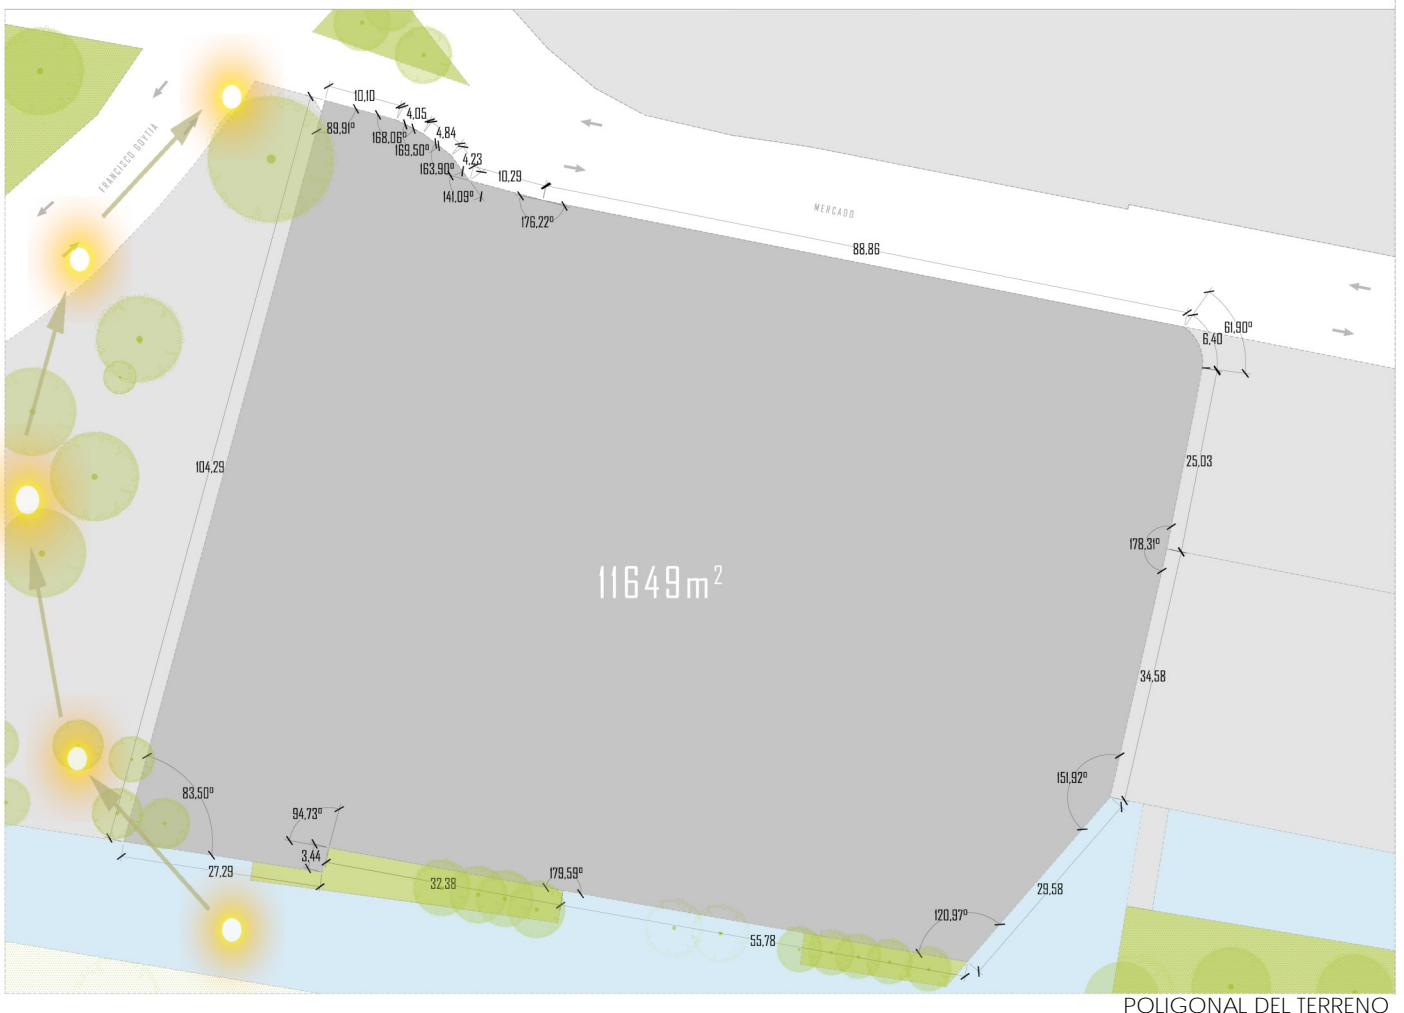 10,10
4,05
89,91º
168,06º
4,84
169,50º
4,23
163,90º
10,29
141,09º
176,22º
FRANCISCO GOYTIA
MERCADO
88,86
61,90º
6,40
104,29
25,03
178,31º
11649m²
34,58
151,92º
83,50º
94,73º
3,44
27,29
32,38
179,59º
29,58
120,97º
55,78
POLIGONAL DEL TERRENO